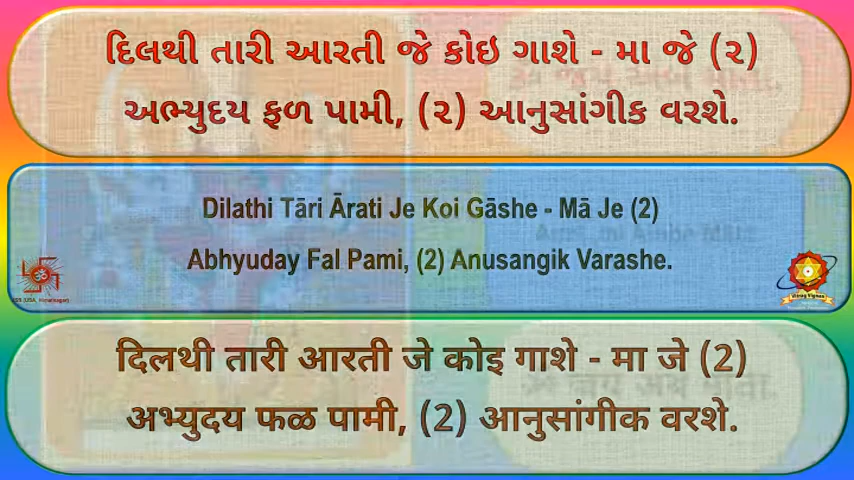 દિલથી તારી આરતી જે કોઇ ગાશે - મા જે (૨)
અભ્યુદય ફળ પામી, (૨) આનુસાંગીક વરશે.
Dilathi Tāri Ārati Je Koi Gāshe - Mā Je (2)
Abhyuday Fal Pami, (2) Anusangik Varashe.
दिलथी तारी आरती जे कोइ गाशे - मा जे (2)
अभ्युदय फळ पामी, (2) आनुसांगीक वरशे.